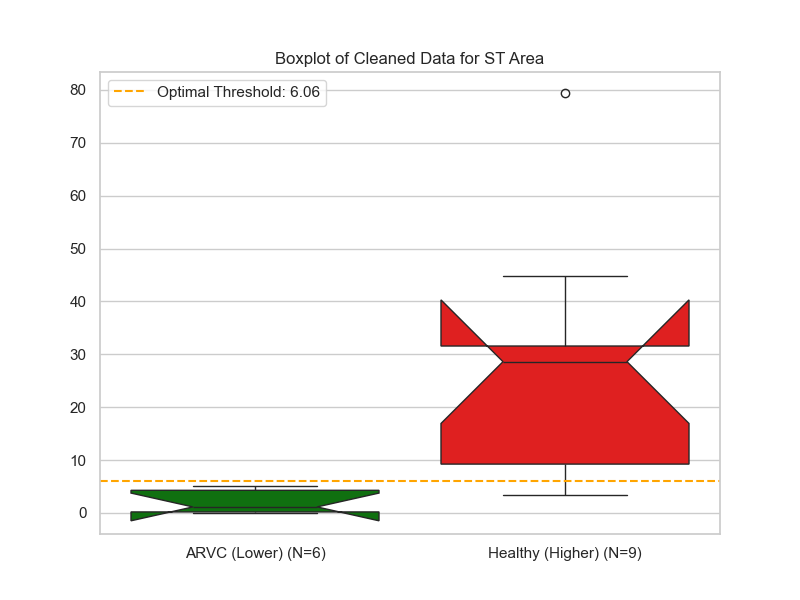 Boxplot of Cleaned Data for ST Area
Optimal Threshold: 6.06
80
70
60
50
40
30
20
10
0
ARVC (Lower) (N=6)
Healthy (Higher) (N=9)